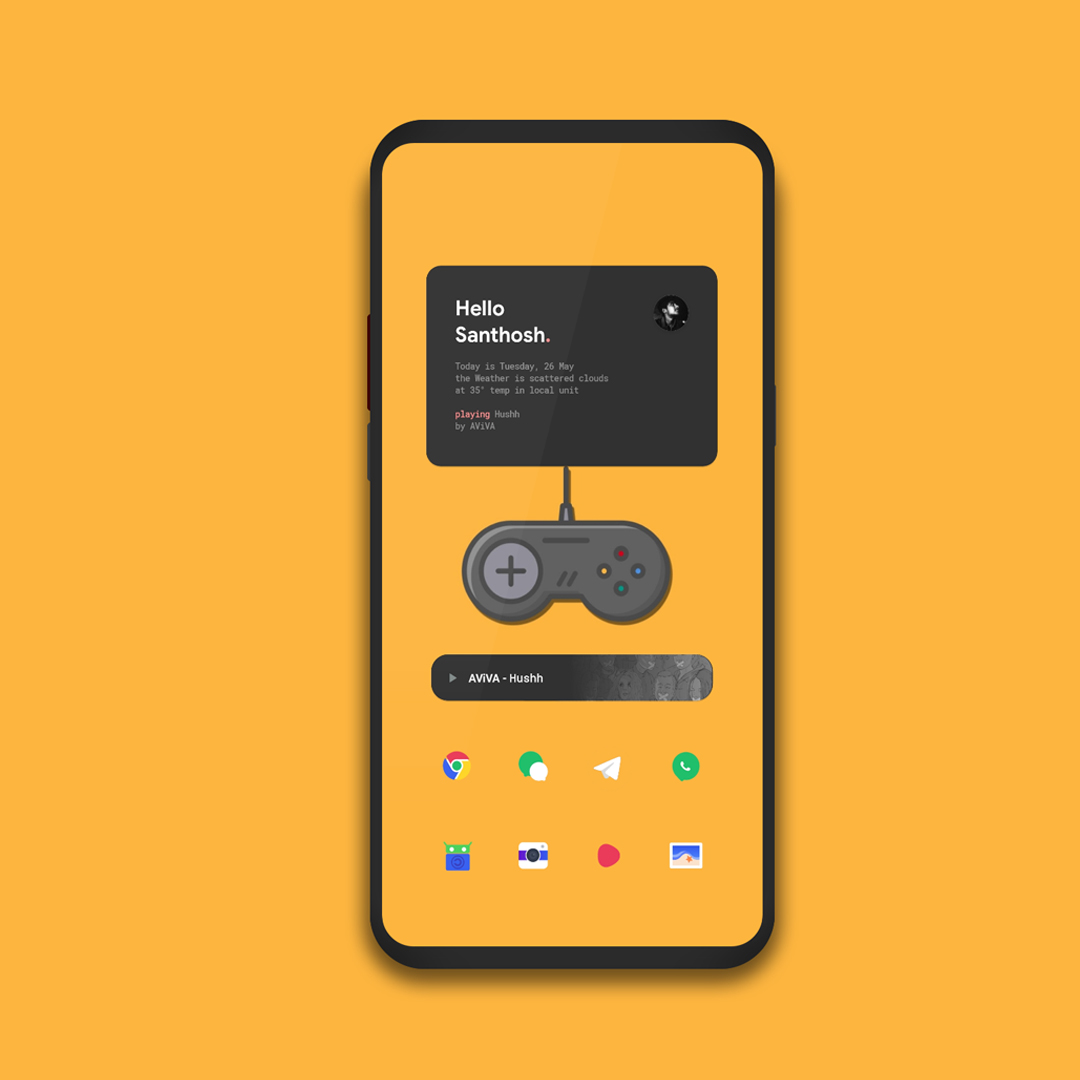 Hello
Santhosh.
Today is Tuesday, 26 May
the Weather is scattered clouds
at 35° temp in local unit
playing Hushh
by AViVA
AViVA - Hushh